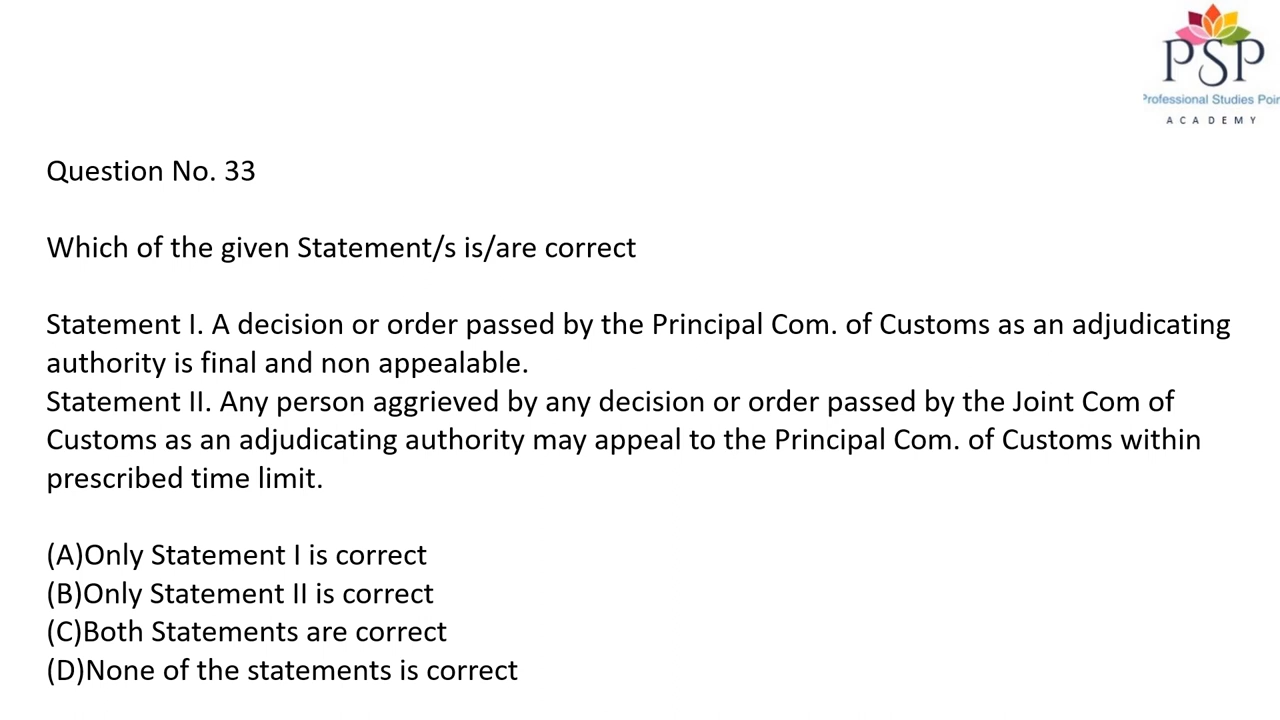 PSP
Professional Studies Poin
ACADEMY
Question No. 33
Which of the given Statement/s is/are correct
Statement I. A decision or order passed by the Principal Com. of Customs as an adjudicating
authority is final and non appealable.
Statement II. Any person aggrieved by any decision or order passed by the Joint Com of
Customs as an adjudicating authority may appeal to the Principal Com. of Customs within
prescribed time limit.
(A)Only Statement I is correct
(B)Only Statement II is correct
(C)Both Statements are correct
(D)None of the statements is correct